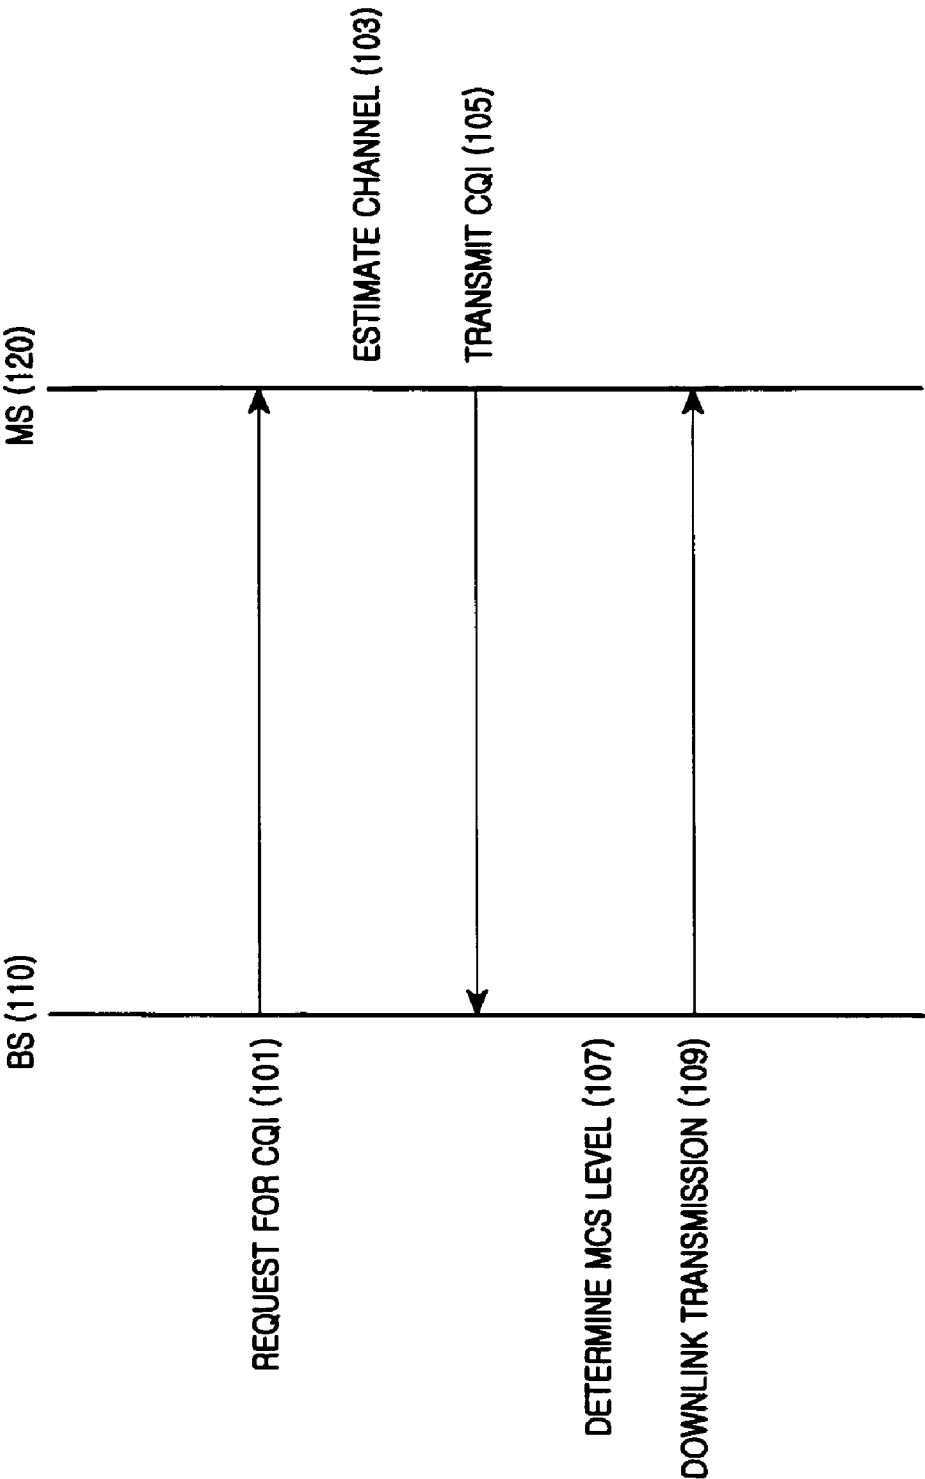 BS (110)
MS (120)
REQUEST FOR CQI (101)
ESTIMATE CHANNEL (103)
TRANSMIT CQI (105)
DETERMINE MCS LEVEL (107)
DOWNLINK TRANSMISSION (109)